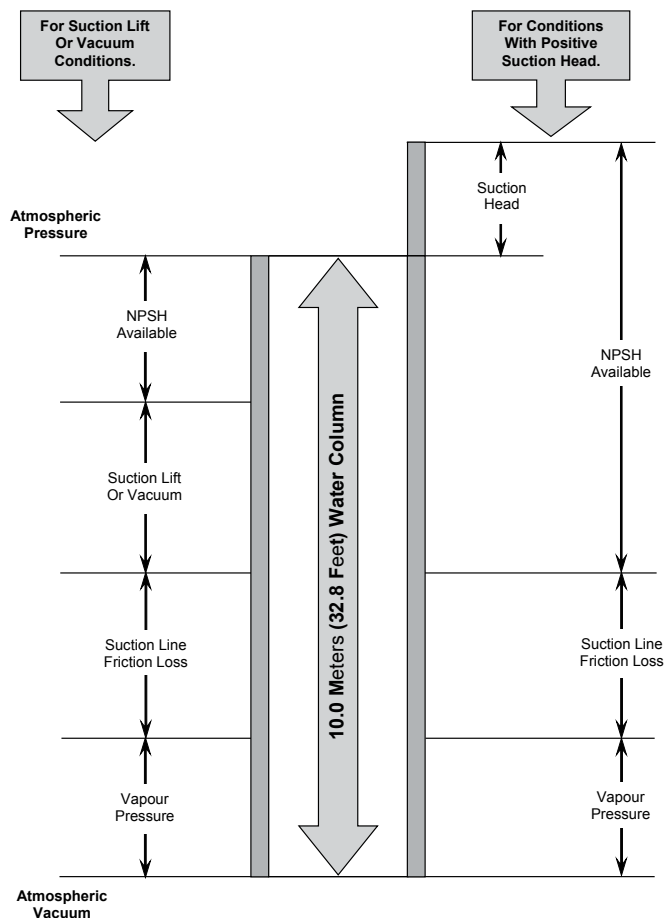 For Suction Lift
Or Vacuum
Conditions.
For Conditions
With Positive
Suction Head.
Suction
Head
Atmospheric
Pressure
NPSH
Available
NPSH
Available
Suction Lift
Or Vacuum
10.0 Meters (32.8 Feet) Water Column
Suction Line
Friction Loss
Suction Line
Friction Loss
Vapour
Pressure
Vapour
Pressure
Atmospheric
Vacuum